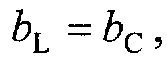 b_L = b_C,